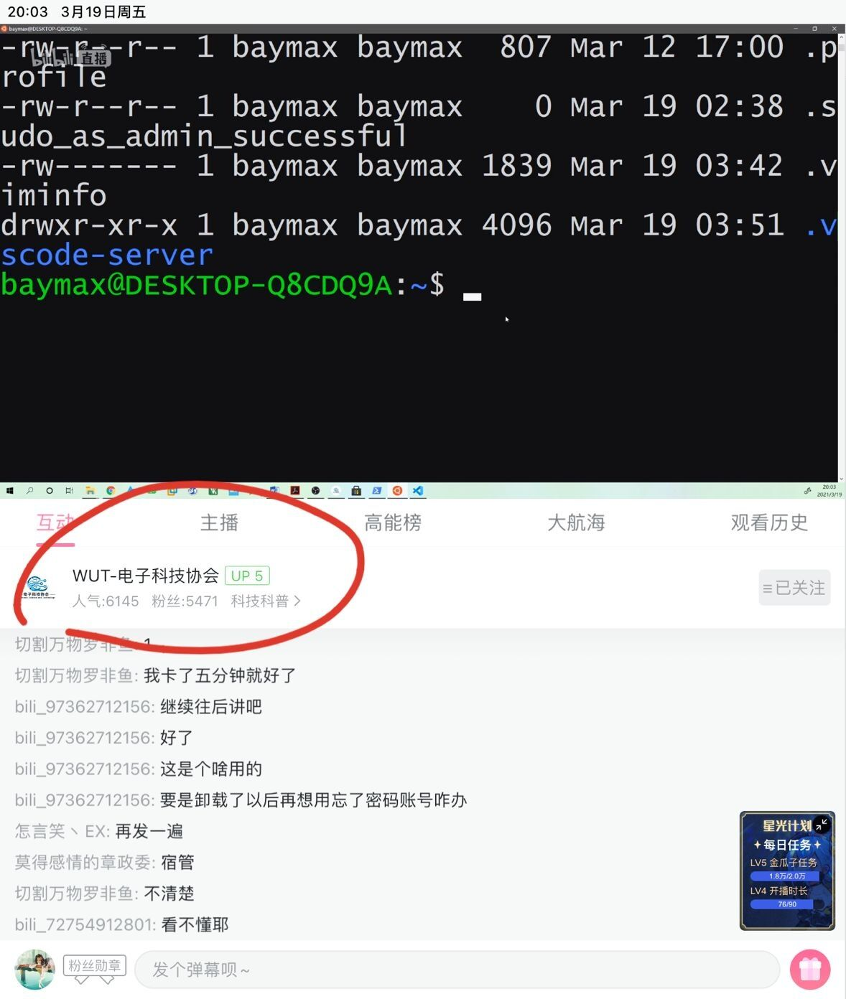 20:03 3月19日周五
baymax@DESKTOP-Q8CDQ9A: ~
-rw-r--r-- 1 baymax baymax 807 Mar 12 17:00 .p
bilibili 直播
rofile
-rw-r--r-- 1 baymax baymax 0 Mar 19 02:38 .s
udo_as_admin_successful
-rw------- 1 baymax baymax 1839 Mar 19 03:42 .v
iminfo
drwxr-xr-x 1 baymax baymax 4096 Mar 19 03:51 .v
scode-server
baymax@DESKTOP-Q8CDQ9A:~$
20:03
2021/3/19
互动 主播 高能榜 大航海 观看历史
WUT-电子科技协会 UP 5
电子科技协会
人气:6145 粉丝:5471 科技科普
已关注
切割万物罗非鱼: 1
切割万物罗非鱼: 我卡了五分钟就好了
bili_97362712156: 继续往后讲吧
bili_97362712156: 好了
bili_97362712156: 这是个啥用的
bili_97362712156: 要是卸载了以后再想用忘了密码账号咋办
怎言笑丶EX: 再发一遍
莫得感情的章政委: 宿管
切割万物罗非鱼: 不清楚
bili_72754912801: 看不懂耶
星光计划
每日任务
LV5 金瓜子任务
1.8万/2.0万
LV4 开播时长
76/90
粉丝勋章
发个弹幕呗~